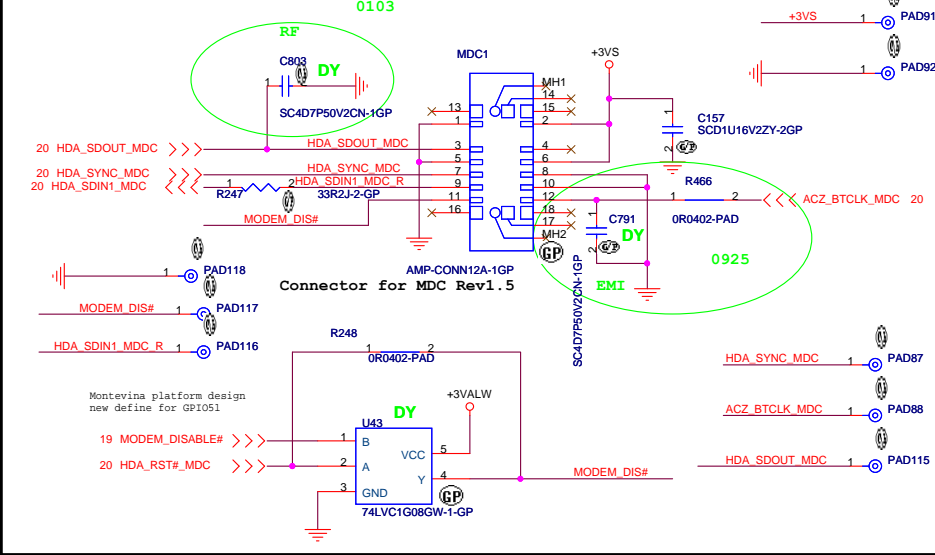 0103
RF
C803
DY
1
SC4D7P50V2CN-1GP
MDC1
+3VS
+3VS
1
PAD91
1
PAD92
MH1
14
13
15
1
2
C157
SCD1U16V2ZY-2GP
1
2
G/P
20 HDA_SDOUT_MDC
HDA_SDOUT_MDC
3
4
5
6
20 HDA_SYNC_MDC
HDA_SYNC_MDC
7
8
20 HDA_SDIN1_MDC
R247
1
2
HDA_SDIN1_MDC_R
33R2J-2-GP
9
10
MODEM_DIS#
11
12
16
18
17
MH2
GP
R466
1
2
0R0402-PAD
ACZ_BTCLK_MDC 20
C791
1
2
G/P
DY
SC4D7P50V2CN-1GP
0925
EMI
AMP-CONN12A-1GP
Connector for MDC Rev1.5
1
PAD118
MODEM_DIS#
1
PAD117
HDA_SDIN1_MDC_R
1
PAD116
R248
1
2
0R0402-PAD
HDA_SYNC_MDC
1
PAD87
ACZ_BTCLK_MDC
1
PAD88
HDA_SDOUT_MDC
1
PAD115
Montevina platform design
new define for GPIO51
+3VALW
DY
U43
19 MODEM_DISABLE#
1
B
20 HDA_RST#_MDC
2
A
VCC
5
3
GND
Y
4
MODEM_DIS#
GP
74LVC1G08GW-1-GP